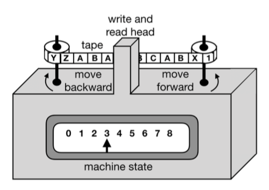 write and
read head
tape
Y Z A B A B C A B X 1
move
backward
move
forward
0 1 2 3 4 5 6 7 8
machine state